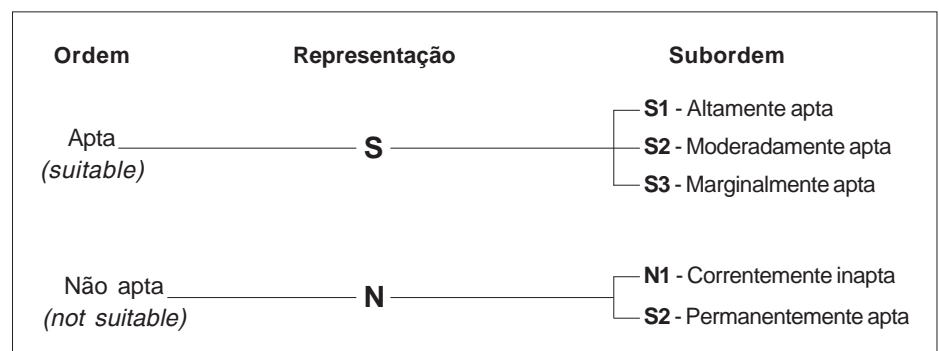 Ordem Representação Subordem
S1 - Altamente apta
Apta S S2 - Moderadamente apta
(suitable)
S3 - Marginalmente apta
N1 - Correntemente inapta
Não apta N
(not suitable) S2 - Permanentemente apta